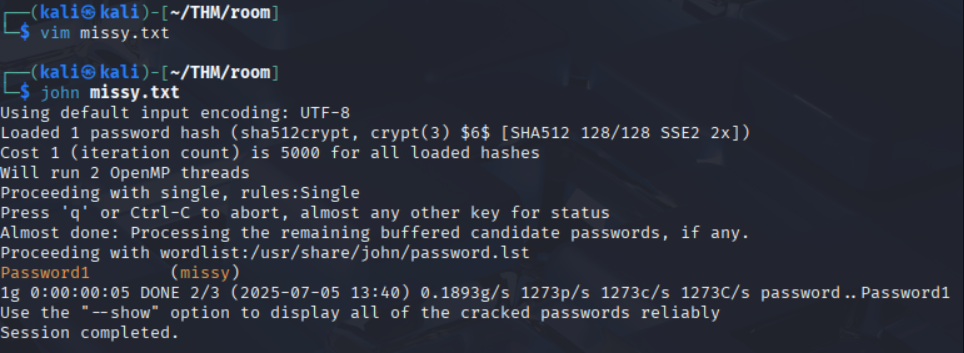 ┌──(kali㉿kali)-[~/THM/room]
└─$ vim missy.txt
┌──(kali㉿kali)-[~/THM/room]
└─$ john missy.txt
Using default input encoding: UTF-8
Loaded 1 password hash (sha512crypt, crypt(3) $6$ [SHA512 128/128 SSE2 2x])
Cost 1 (iteration count) is 5000 for all loaded hashes
Will run 2 OpenMP threads
Proceeding with single, rules:Single
Press 'q' or Ctrl-C to abort, almost any other key for status
Almost done: Processing the remaining buffered candidate passwords, if any.
Proceeding with wordlist:/usr/share/john/password.lst
Password1        (missy)
1g 0:00:00:05 DONE 2/3 (2025-07-05 13:40) 0.1893g/s 1273p/s 1273c/s 1273C/s password..Password1
Use the "--show" option to display all of the cracked passwords reliably
Session completed.